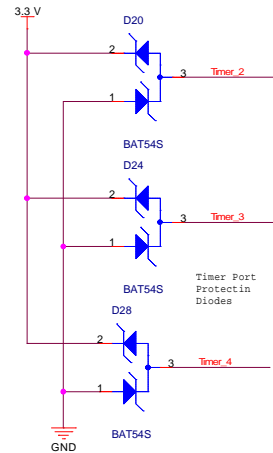 3.3 V
D20
2
3
Timer_2
1
BAT54S
D24
2
3
Timer_3
1
BAT54S
Timer Port
Protectin
Diodes
D28
2
3
Timer_4
1
BAT54S
GND